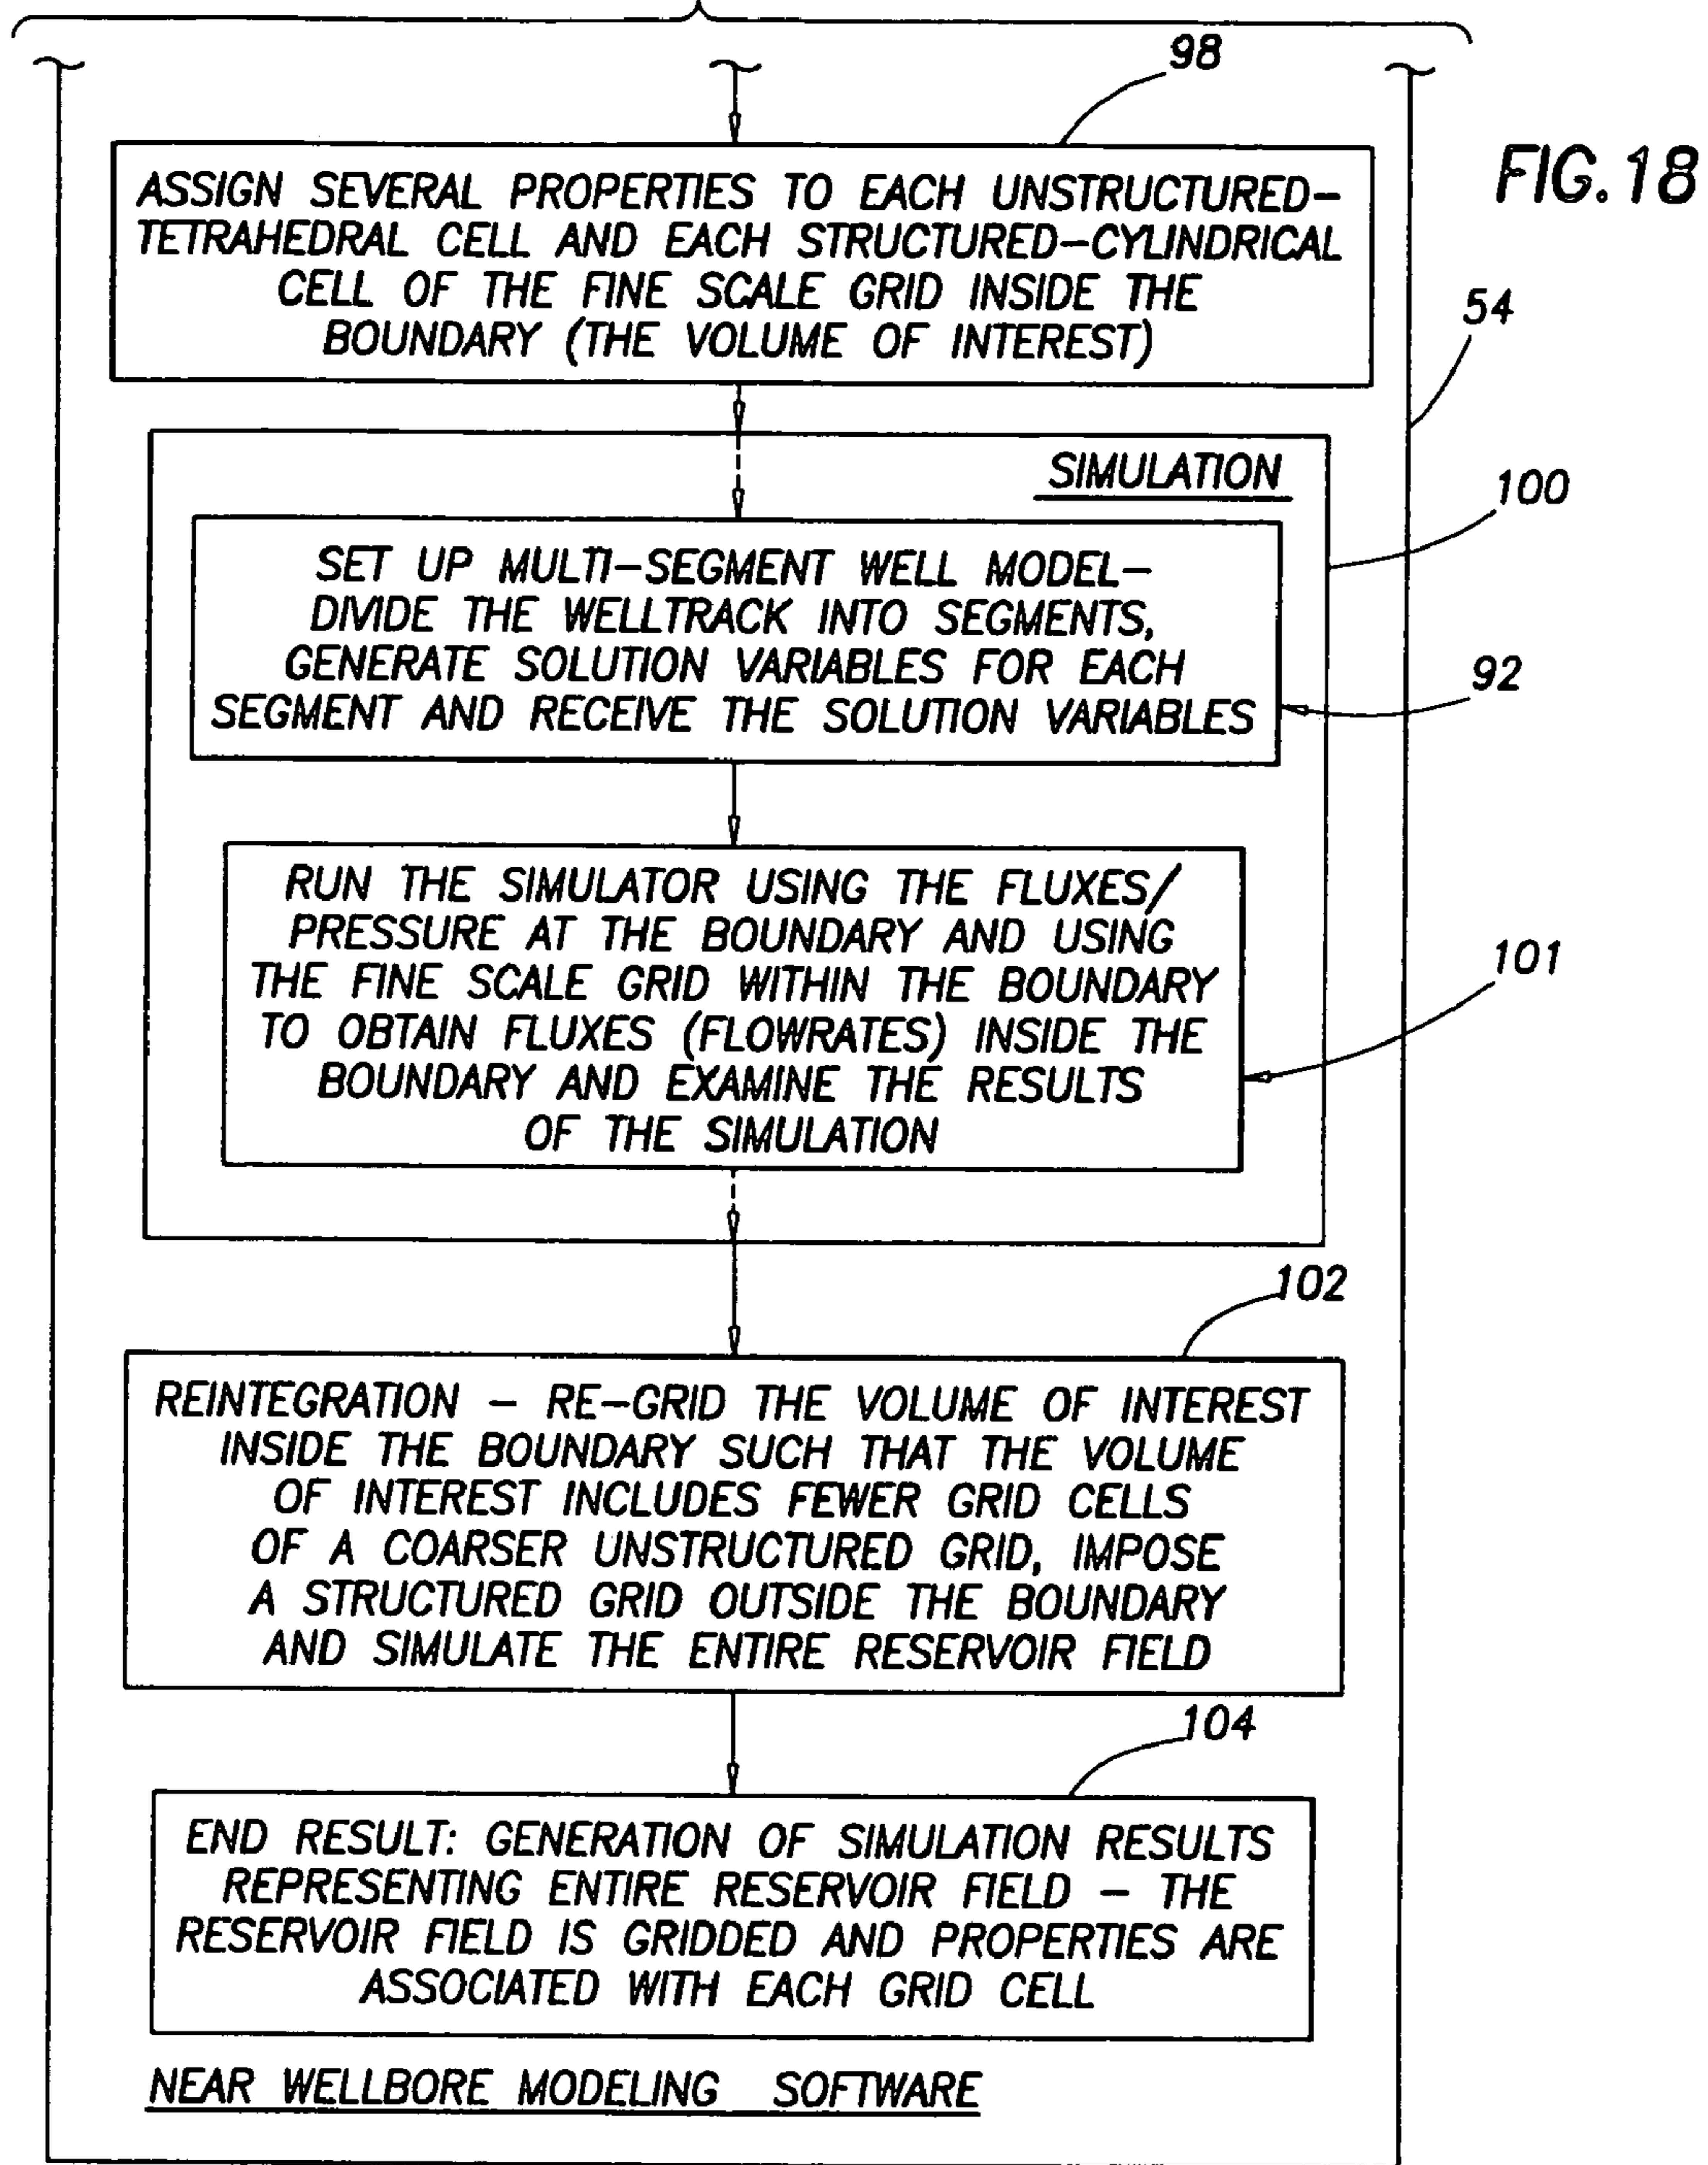 98
FIG. 18
ASSIGN SEVERAL PROPERTIES TO EACH UNSTRUCTURED-
TETRAHEDRAL CELL AND EACH STRUCTURED-CYLINDRICAL
CELL OF THE FINE SCALE GRID INSIDE THE
BOUNDARY (THE VOLUME OF INTEREST)
54
SIMULATION
100
SET UP MULTI-SEGMENT WELL MODEL-
DIVIDE THE WELLTRACK INTO SEGMENTS,
GENERATE SOLUTION VARIABLES FOR EACH
SEGMENT AND RECEIVE THE SOLUTION VARIABLES
92
RUN THE SIMULATOR USING THE FLUXES/
PRESSURE AT THE BOUNDARY AND USING
THE FINE SCALE GRID WITHIN THE BOUNDARY
TO OBTAIN FLUXES (FLOWRATES) INSIDE THE
BOUNDARY AND EXAMINE THE RESULTS
OF THE SIMULATION
101
102
REINTEGRATION - RE-GRID THE VOLUME OF INTEREST
INSIDE THE BOUNDARY SUCH THAT THE VOLUME
OF INTEREST INCLUDES FEWER GRID CELLS
OF A COARSER UNSTRUCTURED GRID, IMPOSE
A STRUCTURED GRID OUTSIDE THE BOUNDARY
AND SIMULATE THE ENTIRE RESERVOIR FIELD
104
END RESULT: GENERATION OF SIMULATION RESULTS
REPRESENTING ENTIRE RESERVOIR FIELD - THE
RESERVOIR FIELD IS GRIDDED AND PROPERTIES ARE
ASSOCIATED WITH EACH GRID CELL
NEAR WELLBORE MODELING SOFTWARE